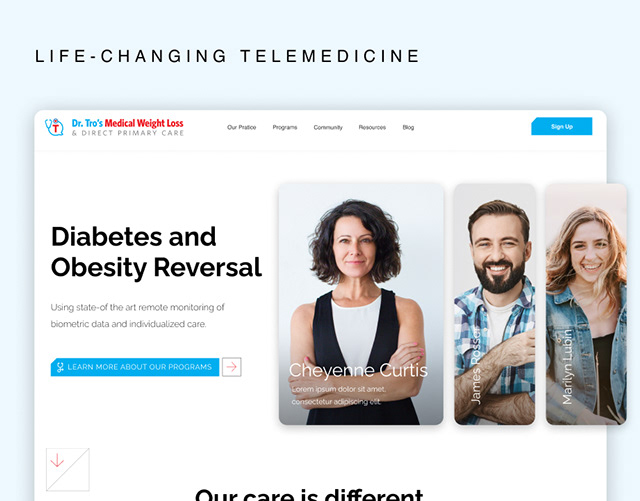 LIFE-CHANGING TELEMEDICINE
Dr. Tro's Medical Weight Loss
& DIRECT PRIMARY CARE
Our Pratice
Programs
Community
Resources
Blog
Sign Up
Diabetes and
Obesity Reversal
Using state-of the art remote monitoring of
biometric data and individualized care.
LEARN MORE ABOUT OUR PROGRAMS
Cheyenne Curtis
Lorem ipsum dolor sit amet,
consectetur adipiscing elit.
James Rosser
Marilyn Lubin
Our care is different